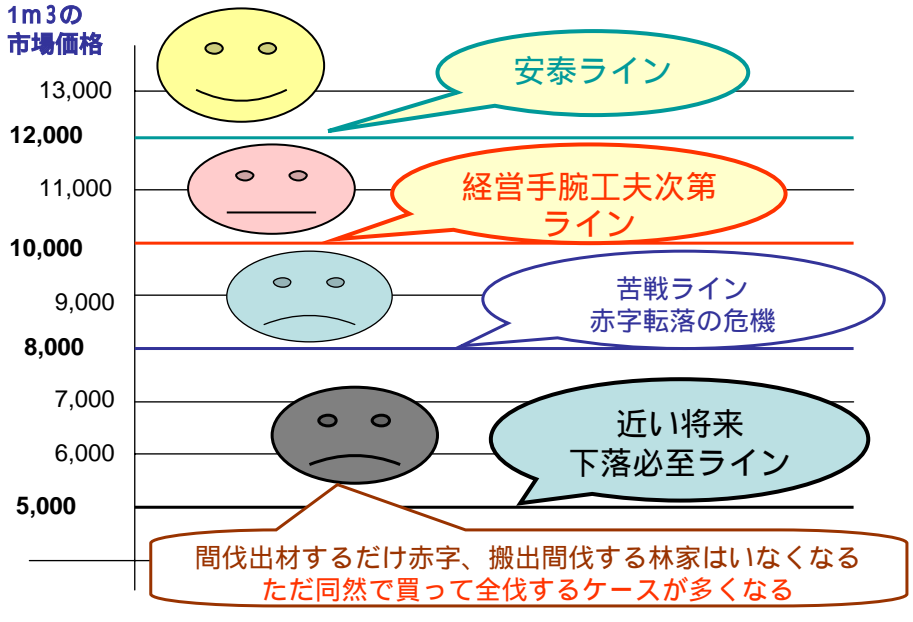 1m3の
市場価格
13,000
安泰ライン
12,000
11,000
経営手腕工夫次第
ライン
10,000
9,000
苦戦ライン
赤字転落の危機
8,000
7,000
近い将来
下落必至ライン
6,000
5,000
間伐出材するだけ赤字、搬出間伐する林家はいなくなる
ただ同然で買って全伐するケースが多くなる